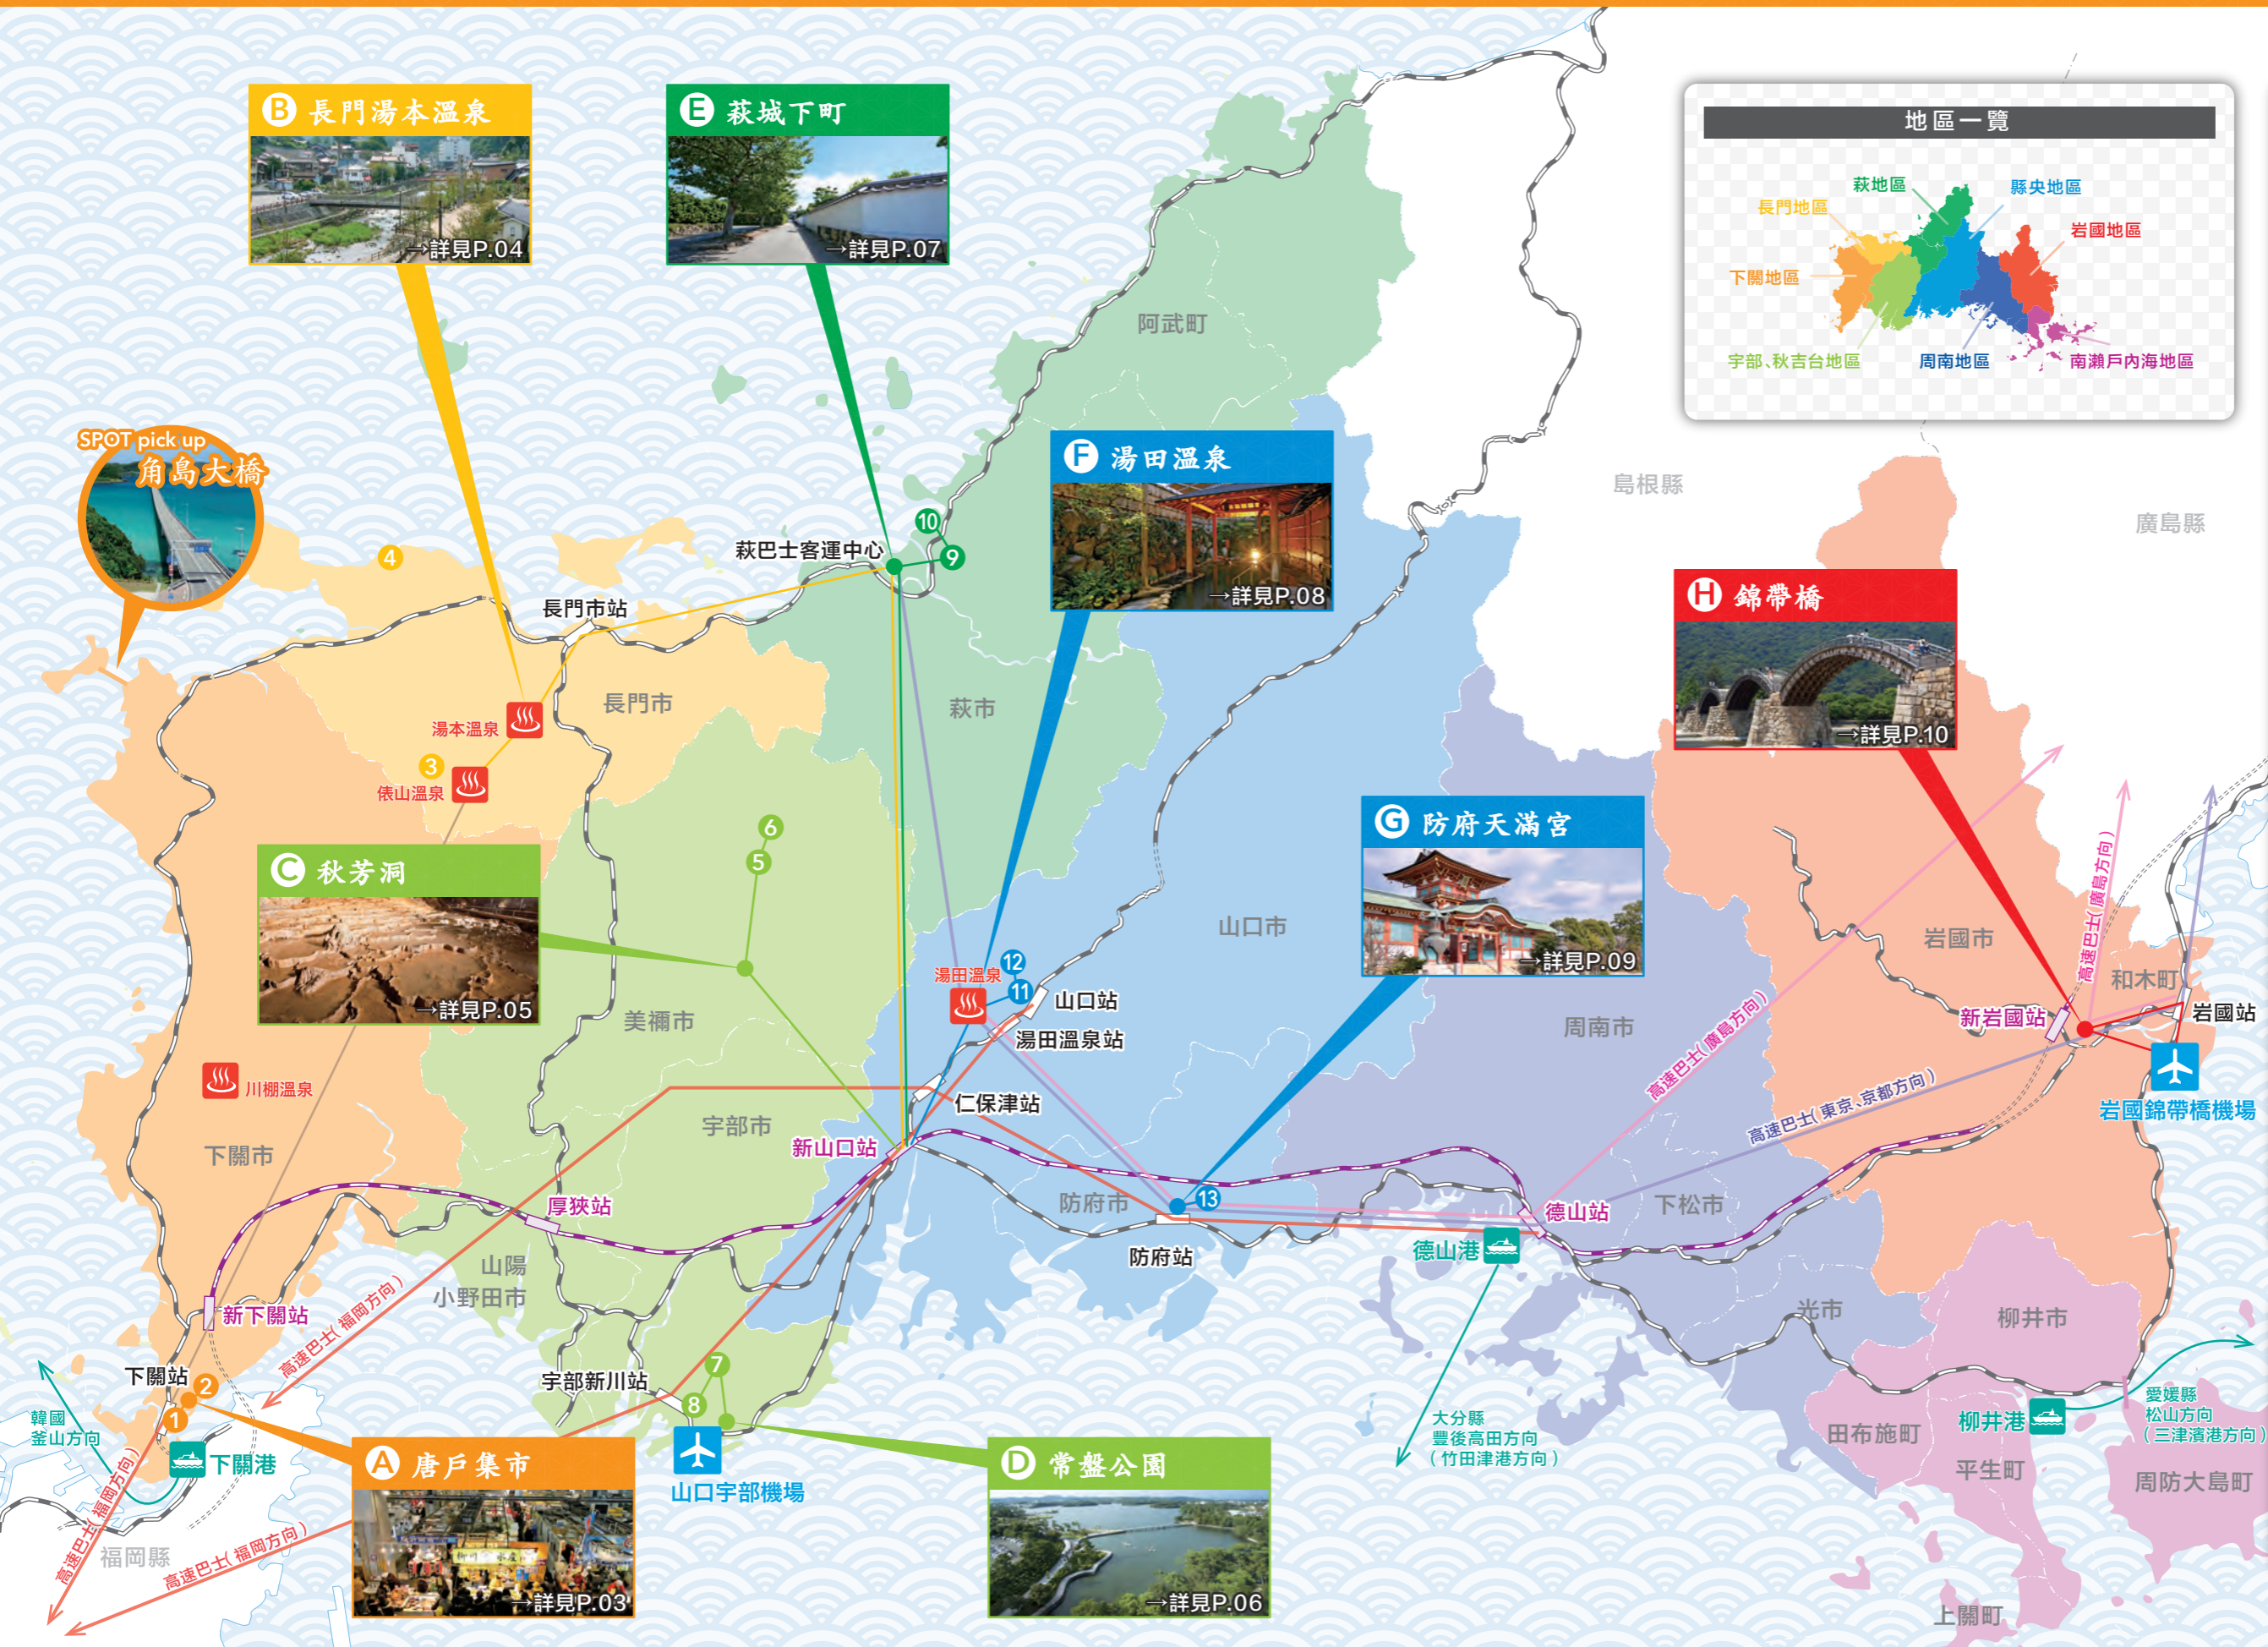 B 長門湯本溫泉
→詳見P.04
E 萩城下町
→詳見P.07
地區一覽
萩地區
縣央地區
長門地區
岩國地區
下關地區
宇部、秋吉台地區
周南地區
南瀨戶內海地區
阿武町
SPOT pick up
角島大橋
F 湯田溫泉
→詳見P.08
島根縣
廣島縣
4
10
9
萩巴士客運中心
長門市站
H 錦帶橋
→詳見P.10
長門市
萩市
湯本溫泉
3
俵山溫泉
G 防府天滿宮
→詳見P.09
6
5
C 秋芳洞
→詳見P.05
高速巴士(廣島方向)
山口市
岩國市
和木町
湯田溫泉
12
11
山口站
湯田溫泉站
美禰市
周南市
新岩國站
岩國站
高速巴士(廣島方向)
川棚溫泉
仁保津站
高速巴士(東京、京都方向)
岩國錦帶橋機場
宇部市
新山口站
下關市
厚狹站
防府市
13
德山站
下松市
德山港
防府站
山陽
小野田市
新下關站
高速巴士(福岡方向)
光市
柳井市
下關站
2
1
宇部新川站
7
8
韓國
釜山方向
下關港
大分縣
豐後高田方向
(竹田津港方向)
愛媛縣
松山方向
(三津濱港方向)
柳井港
田布施町
平生町
周防大島町
A 唐戶集市
→詳見P.03
山口宇部機場
D 常盤公園
→詳見P.06
高速巴士(福岡方向)
高速巴士(福岡方向)
福岡縣
上關町